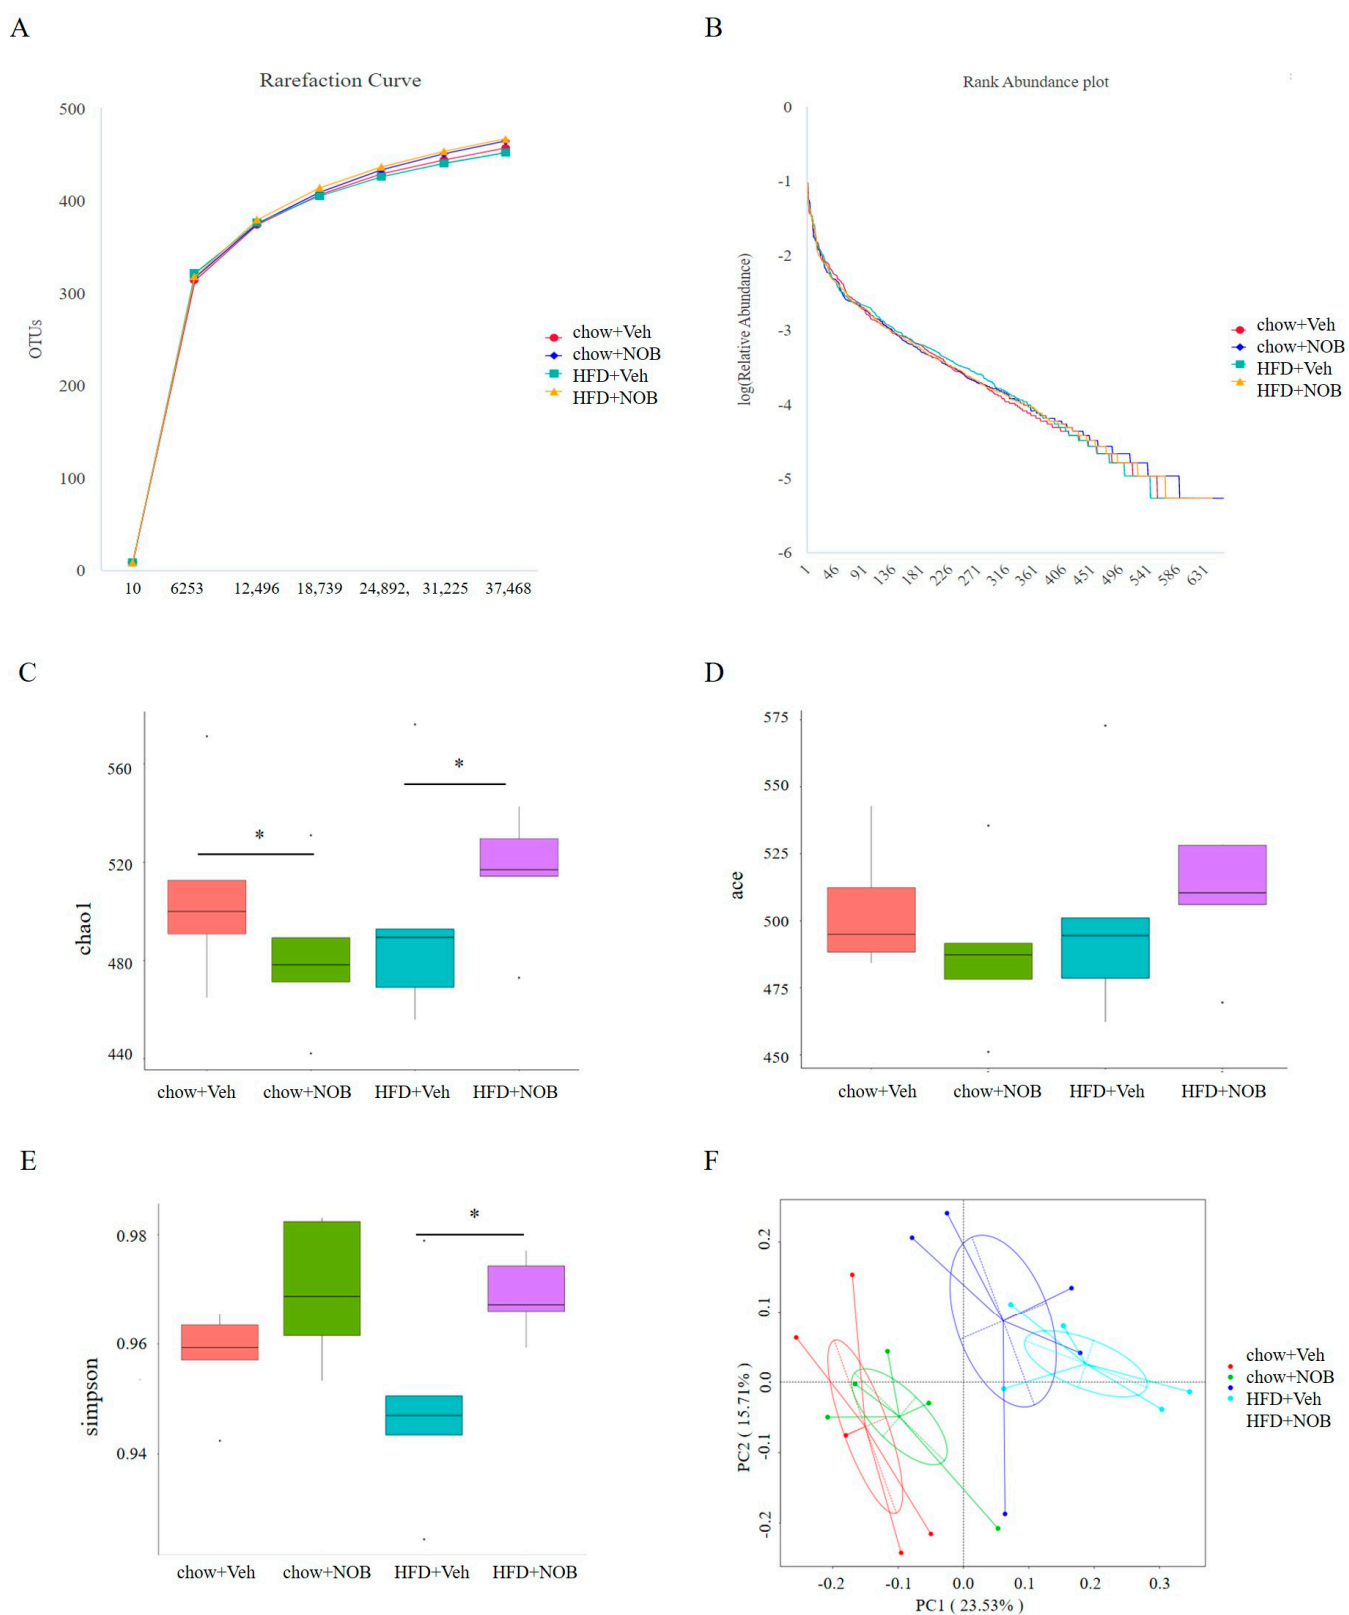 A
Rarefaction Curve
500
400
300
200
100
0
OTUs
10 6253 12,496 18,739 24,892, 31,225 37,468
chow+Veh
chow+NOB
HFD+Veh
HFD+NOB
B
Rank Abundance plot
0
-1
-2
-3
-4
-5
-6
log(Relative Abundance)
1 46 91 136 181 226 271 316 361 406 451 496 541 586 631
chow+Veh
chow+NOB
HFD+Veh
HFD+NOB
C
560
520
480
440
chao1
*
*
chow+Veh chow+NOB HFD+Veh HFD+NOB
D
575
550
525
500
475
450
ace
chow+Veh chow+NOB HFD+Veh HFD+NOB
E
0.98
0.96
0.94
simpson
*
chow+Veh chow+NOB HFD+Veh HFD+NOB
F
0.2
0.1
0.0
-0.1
-0.2
PC2 ( 15.71% )
-0.2 -0.1 0.0 0.1 0.2 0.3
PC1 ( 23.53% )
chow+Veh
chow+NOB
HFD+Veh
HFD+NOB